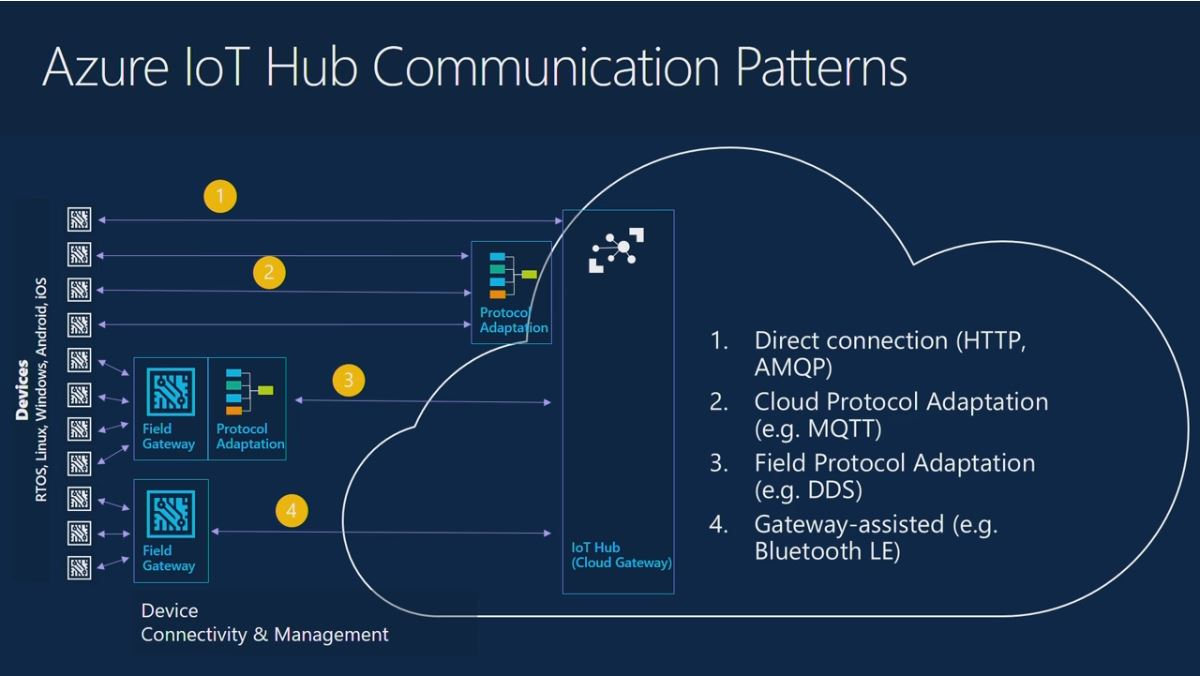 Azure IoT Hub Communication Patterns
1
2
3
4
Devices
RTOS, Linux, Windows, Android, iOS
Protocol
Adaptation
Field
Gateway
Protocol
Adaptation
Field
Gateway
IoT Hub
(Cloud Gateway)
1. Direct connection (HTTP,
AMQP)
2. Cloud Protocol Adaptation
(e.g. MQTT)
3. Field Protocol Adaptation
(e.g. DDS)
4. Gateway-assisted (e.g.
Bluetooth LE)
Device
Connectivity & Management